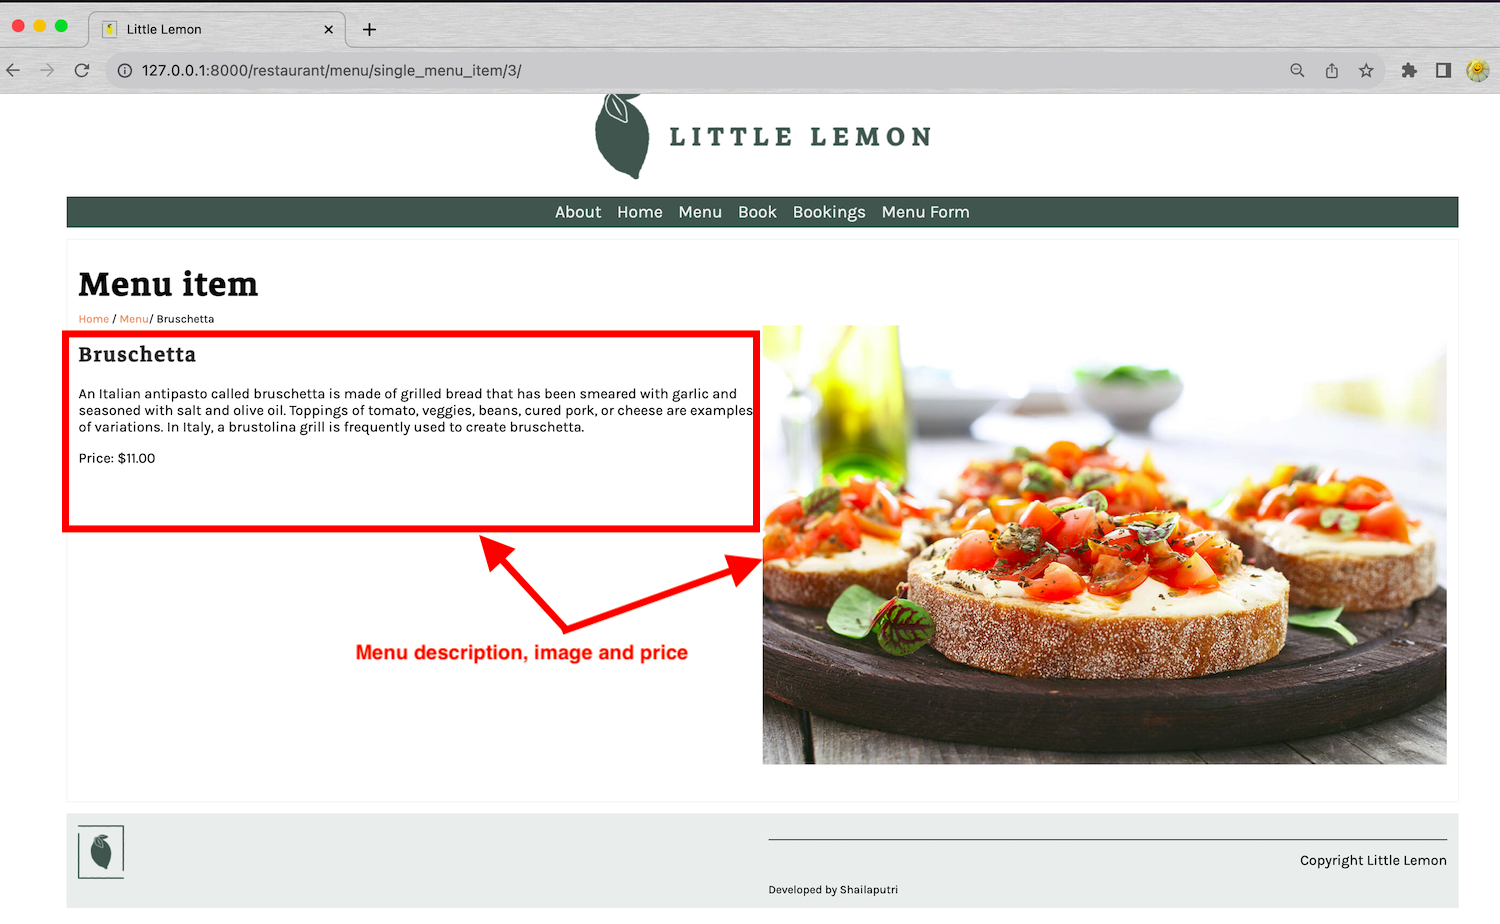 Little Lemon
127.0.0.1:8000/restaurant/menu/single_menu_item/3/
LITTLE LEMON
About Home Menu Book Bookings Menu Form
Menu item
Home / Menu/ Bruschetta
Bruschetta
An Italian antipasto called bruschetta is made of grilled bread that has been smeared with garlic and
seasoned with salt and olive oil. Toppings of tomato, veggies, beans, cured pork, or cheese are examples
of variations. In Italy, a brustolina grill is frequently used to create bruschetta.
Price: $11.00
Menu description, image and price
Copyright Little Lemon
Developed by Shailaputri